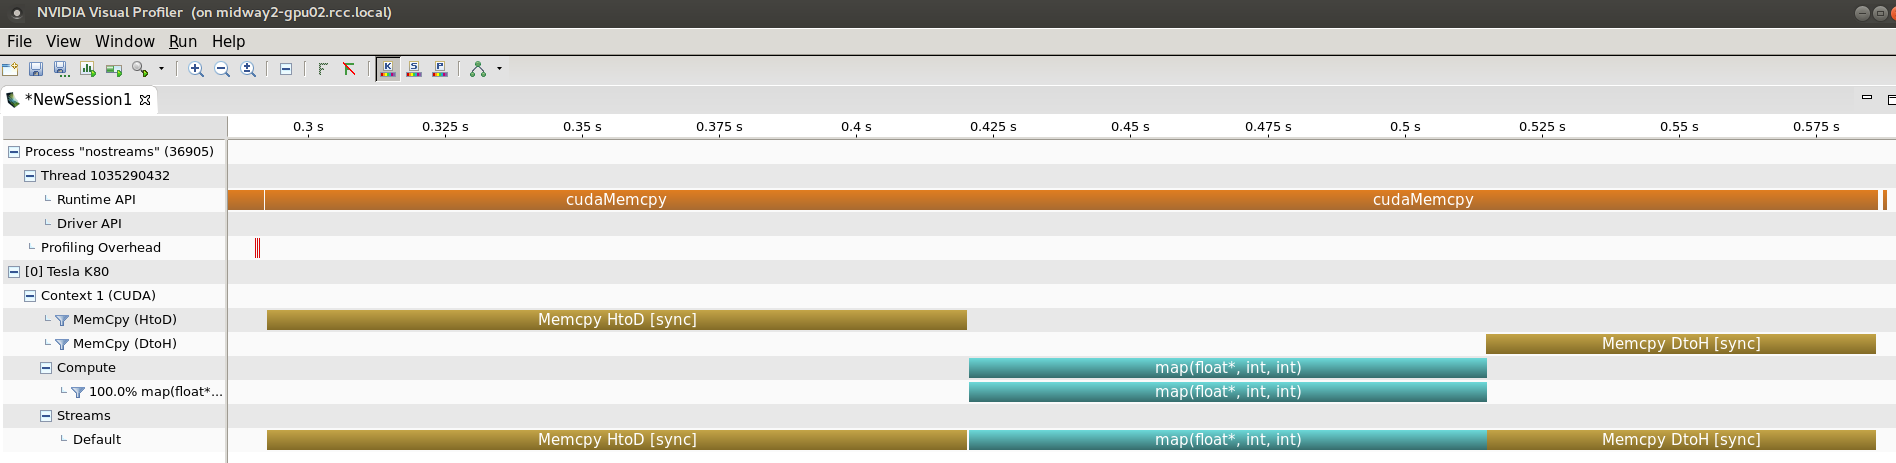 NVIDIA Visual Profiler (on midway2-gpu02.rcc.local)
File View Window Run Help
K S P
*NewSession1
0.3 s 0.325 s 0.35 s 0.375 s 0.4 s 0.425 s 0.45 s 0.475 s 0.5 s 0.525 s 0.55 s 0.575 s
Process "nostreams" (36905)
Thread 1035290432
Runtime API cudaMemcpy cudaMemcpy
Driver API
Profiling Overhead
[0] Tesla K80
Context 1 (CUDA)
MemCpy (HtoD) Memcpy HtoD [sync]
MemCpy (DtoH) Memcpy DtoH [sync]
Compute map(float*, int, int)
100.0% map(float*... map(float*, int, int)
Streams
Default Memcpy HtoD [sync] map(float*, int, int) Memcpy DtoH [sync]